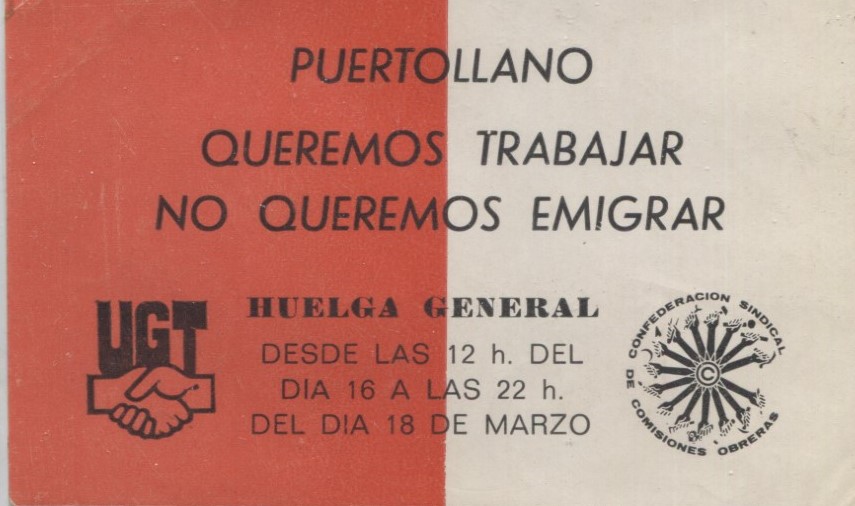 PUERTOLLANO
QUEREMOS TRABAJAR
NO QUEREMOS EMIGRAR
UGT
HUELGA GENERAL
DESDE LAS 12 h. DEL
DIA 16 A LAS 22 h.
DEL DIA 18 DE MARZO
CONFEDERACION SINDICAL
DE COMISIONES OBRERAS
©